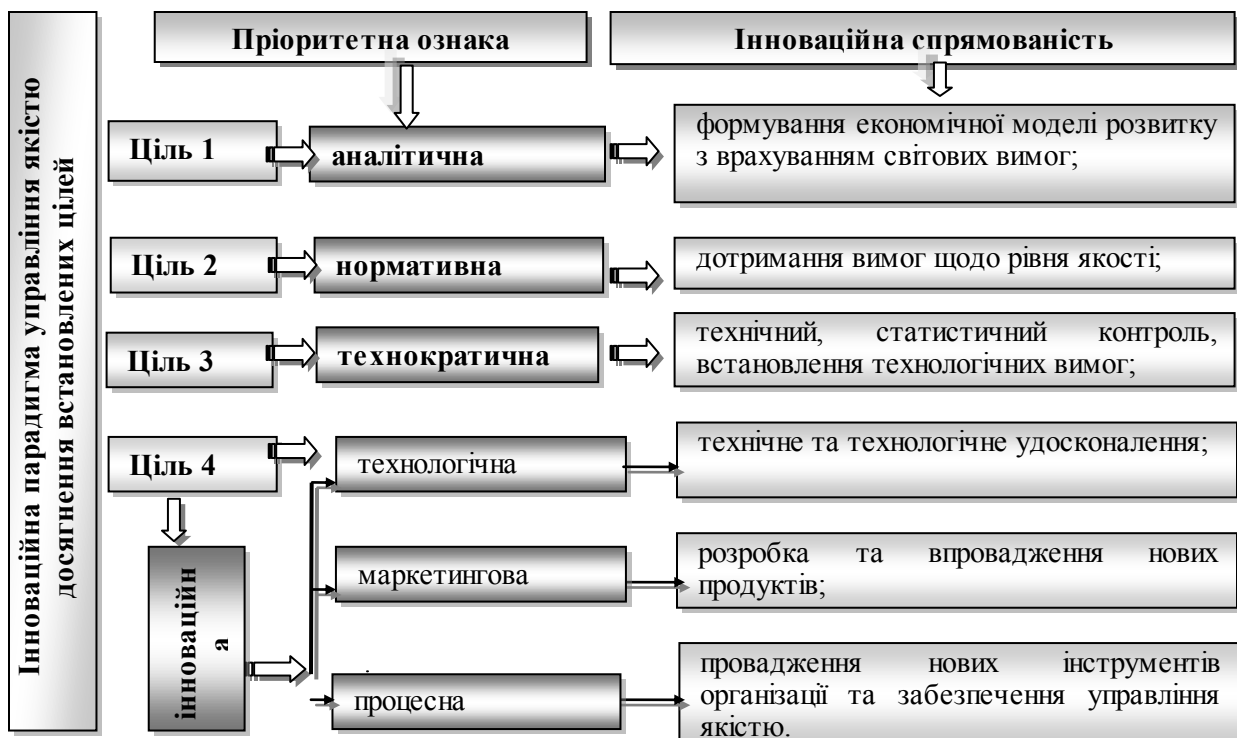 Інноваційна парадигма управління якістю
досягнення встановлених цілей
Пріоритетна ознака
Інноваційна спрямованість
Ціль 1
аналітична
формування економічної моделі розвитку
з врахуванням світових вимог;
Ціль 2
нормативна
дотримання вимог щодо рівня якості;
Ціль 3
технократична
технічний, статистичний контроль,
встановлення технологічних вимог;
Ціль 4
технологічна
технічне та технологічне удосконалення;
інноваційн
а
маркетингова
розробка та впровадження нових
продуктів;
процесна
провадження нових інструментів
організації та забезпечення управління
якістю.